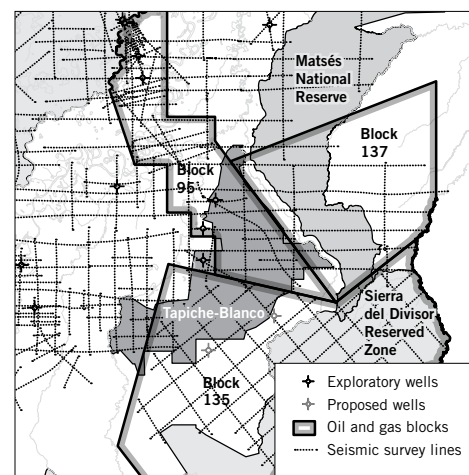 Matsés
National
Reserve
Block
137
Block
95
Tapiche-Blanco
Sierra
del Divisor
Reserved
Zone
Block
135
Exploratory wells
Proposed wells
Oil and gas blocks
Seismic survey lines